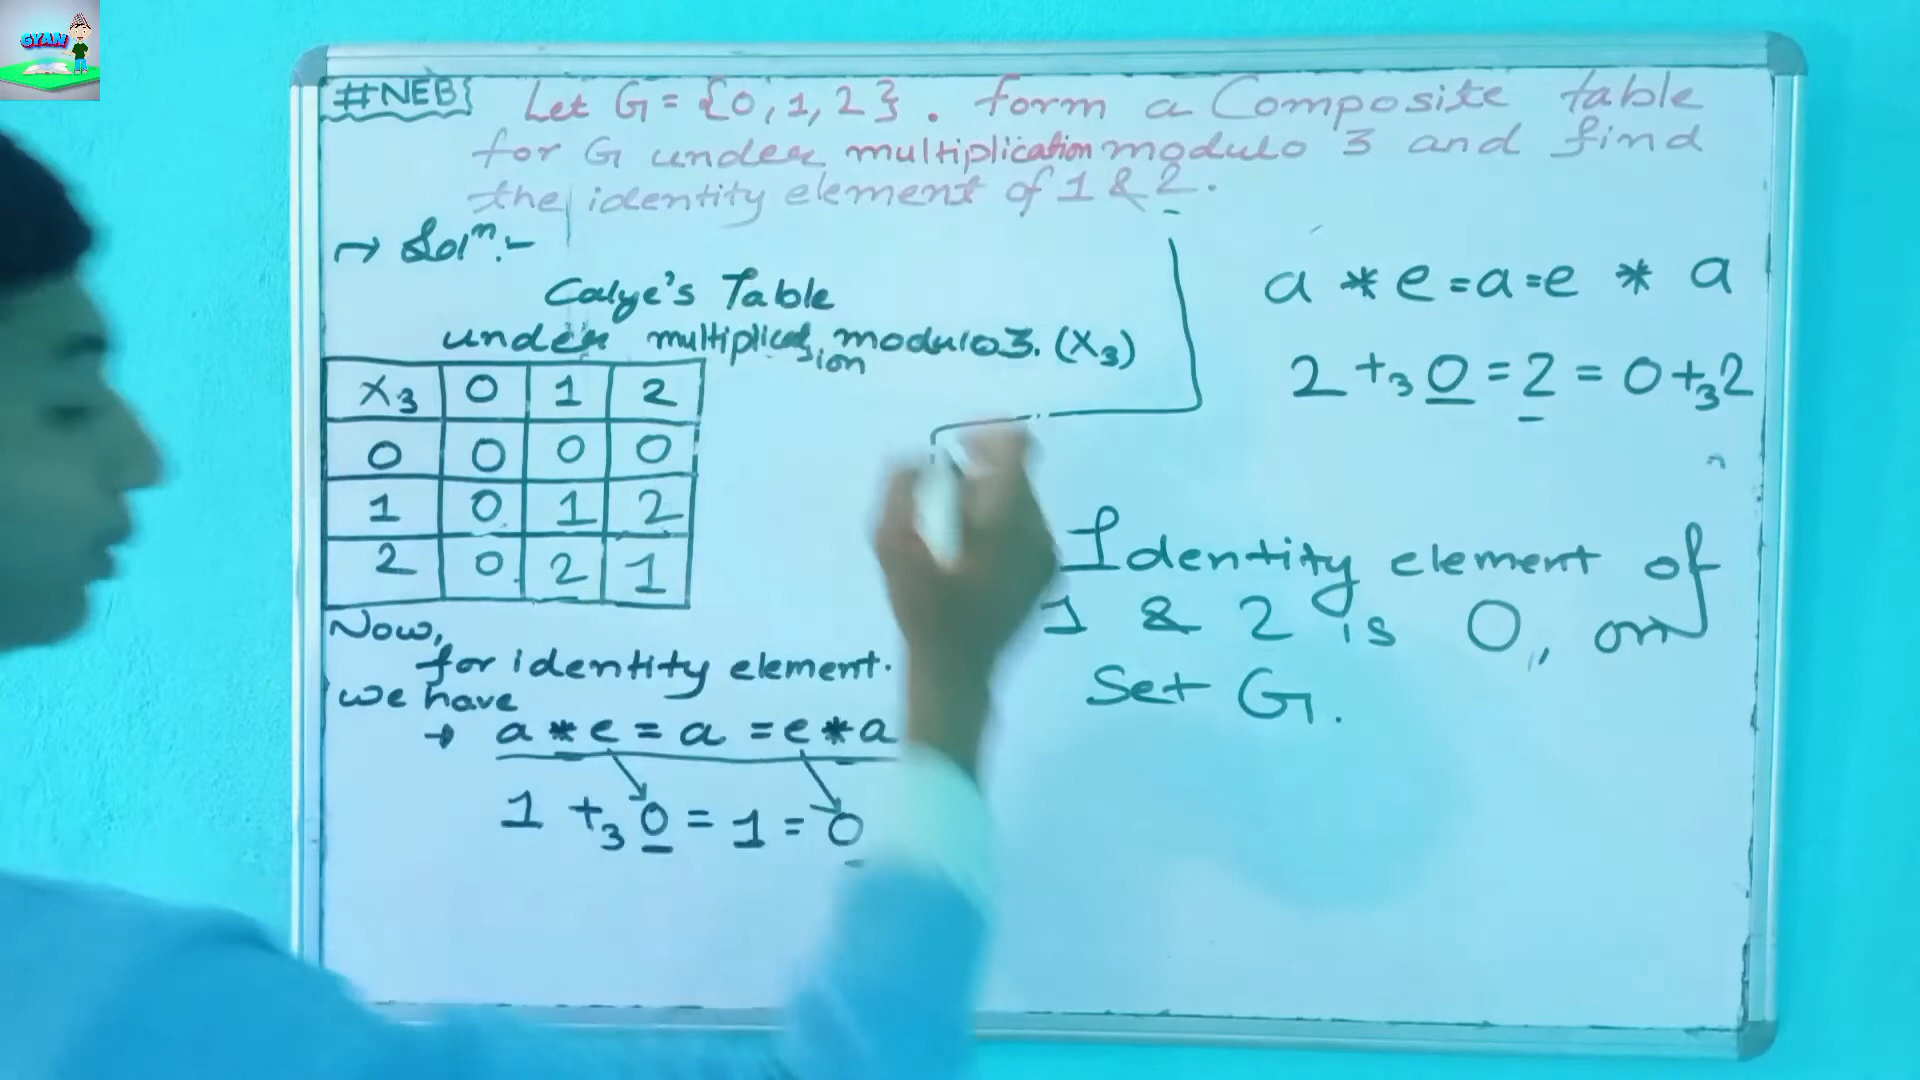 GYAN
#NEB Let G = {0, 1, 2}. form a Composite table
for G under multiplication modulo 3 and find
the identity element of 1 & 2.
→ Solⁿ:-
Calye's Table
under multiplication modulo 3. (X₃)
X₃ 0 1 2
0 0 0 0
1 0 1 2
2 0 2 1
Now,
for identity element.
we have
→ a * e = a = e * a
1 +₃ 0 = 1 = 0
a * e = a = e * a
2 +₃ 0 = 2 = 0 +₃ 2
Identity element of
1 & 2 is 0, on
Set G.